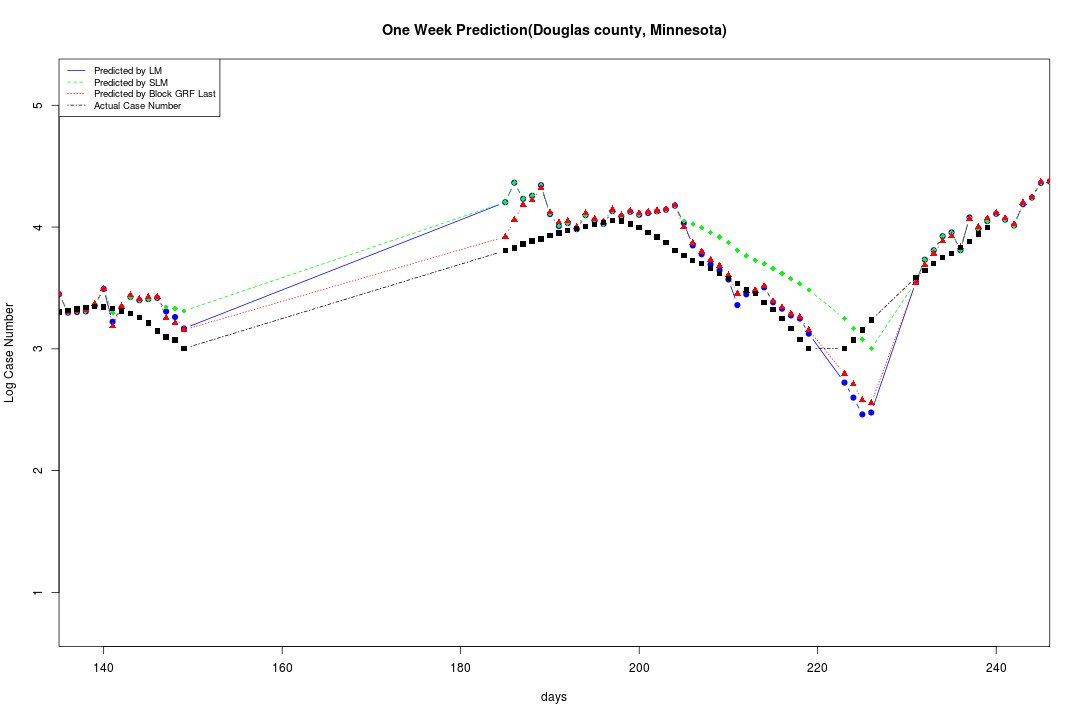 One Week Prediction(Douglas county, Minnesota)
Predicted by LM
Predicted by SLM
Predicted by Block GRF Last
Actual Case Number
5
4
3
2
1
Log Case Number
140 160 180 200 220 240
days